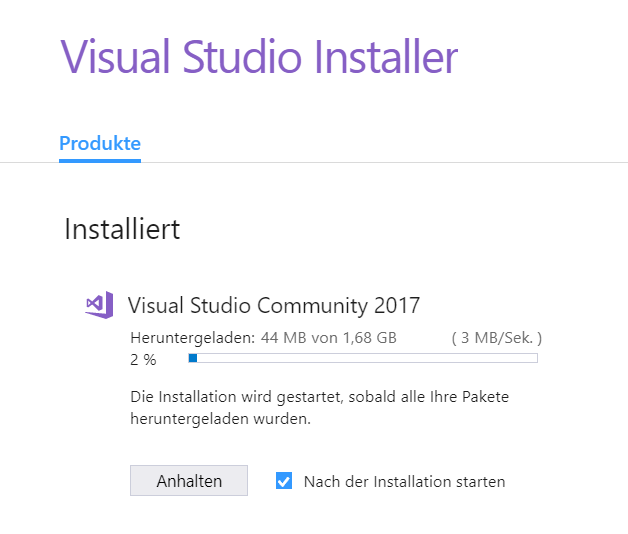 Visual Studio Installer
Produkte
Installiert
Visual Studio Community 2017
Heruntergeladen: 44 MB von 1,68 GB ( 3 MB/Sek. )
2 %
Die Installation wird gestartet, sobald alle Ihre Pakete
heruntergeladen wurden.
Anhalten Nach der Installation starten